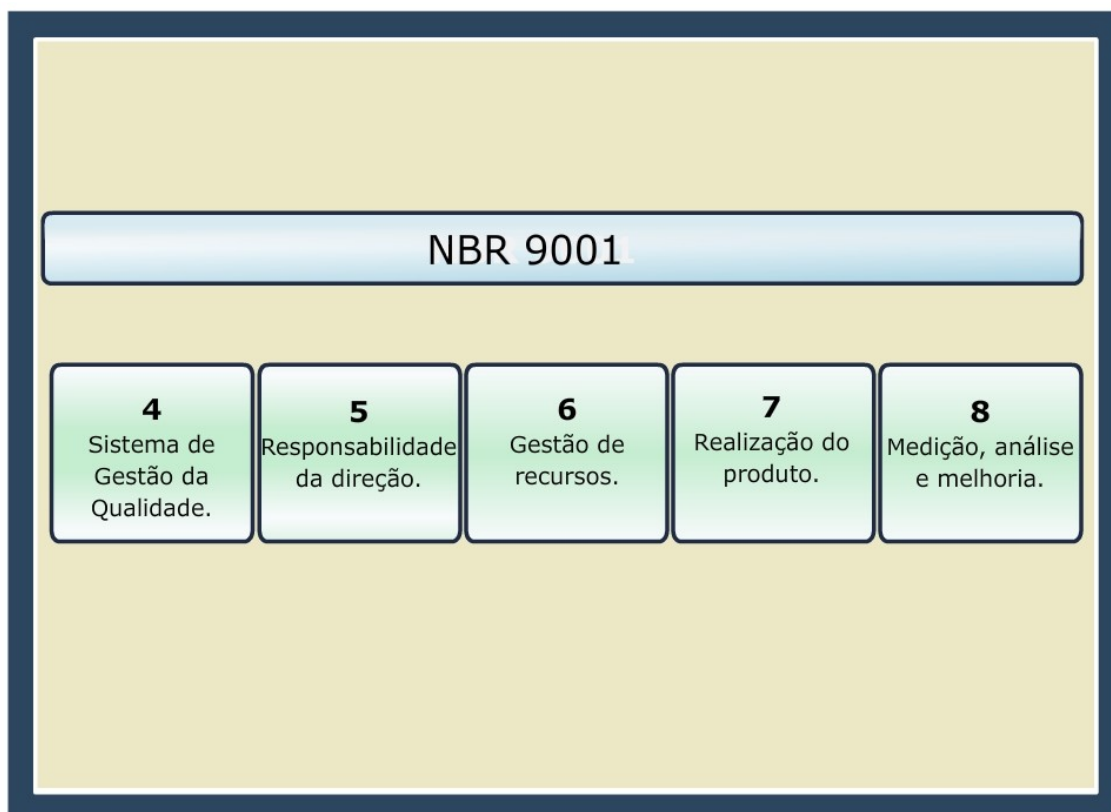 NBR 9001
4
Sistema de
Gestão da
Qualidade.
5
Responsabilidade
da direção.
6
Gestão de
recursos.
7
Realização do
produto.
8
Medição, análise
e melhoria.